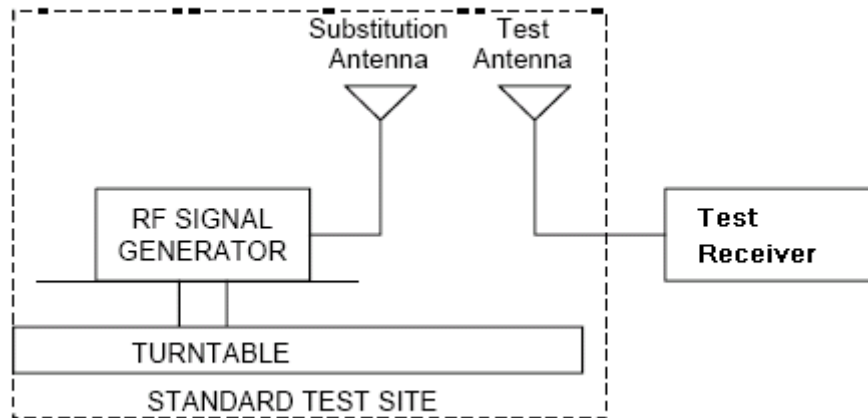 Substitution
Antenna
Test
Antenna
RF SIGNAL
GENERATOR
Test
Receiver
TURNTABLE
STANDARD TEST SITE